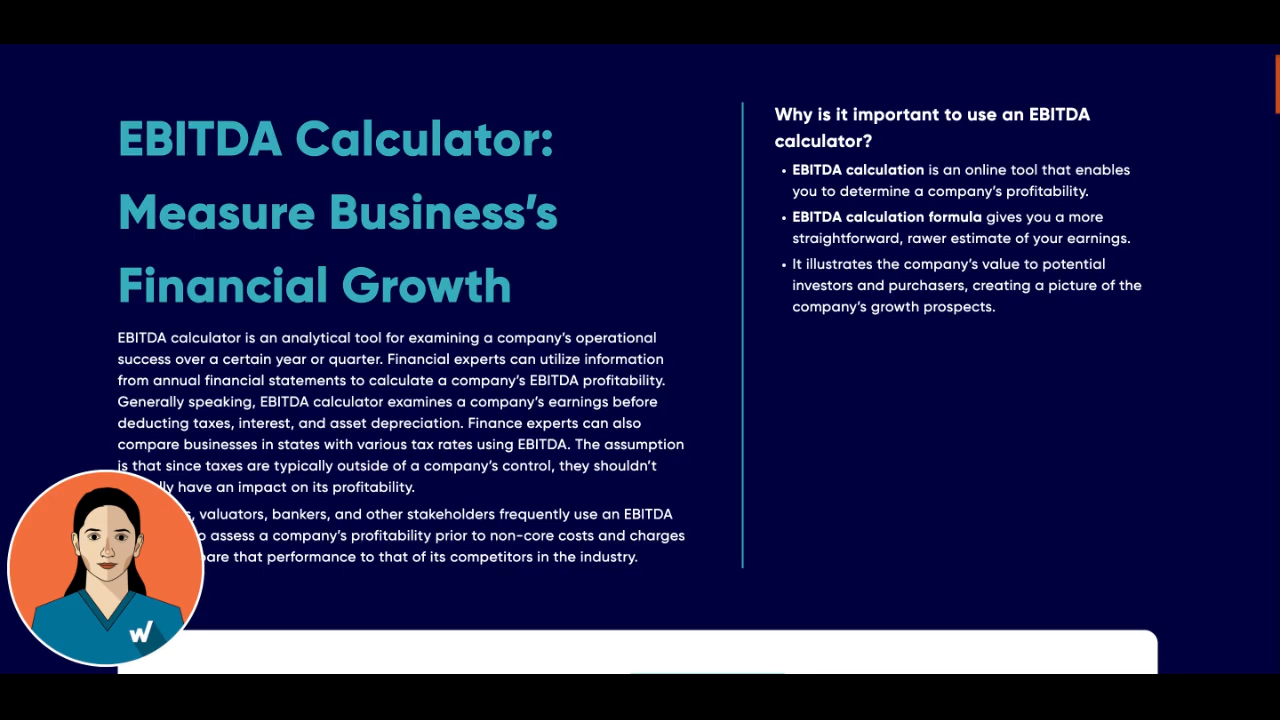 EBITDA Calculator:
Measure Business’s
Financial Growth
EBITDA calculator is an analytical tool for examining a company’s operational
success over a certain year or quarter. Financial experts can utilize information
from annual financial statements to calculate a company’s EBITDA profitability.
Generally speaking, EBITDA calculator examines a company’s earnings before
deducting taxes, interest, and asset depreciation. Finance experts can also
compare businesses in states with various tax rates using EBITDA. The assumption
is that since taxes are typically outside of a company’s control, they shouldn’t
have an impact on its profitability.
valuators, bankers, and other stakeholders frequently use an EBITDA
assess a company’s profitability prior to non-core costs and charges
that performance to that of its competitors in the industry.
Why is it important to use an EBITDA
calculator?
• EBITDA calculation is an online tool that enables
you to determine a company’s profitability.
• EBITDA calculation formula gives you a more
straightforward, rawer estimate of your earnings.
• It illustrates the company’s value to potential
investors and purchasers, creating a picture of the
company’s growth prospects.
W